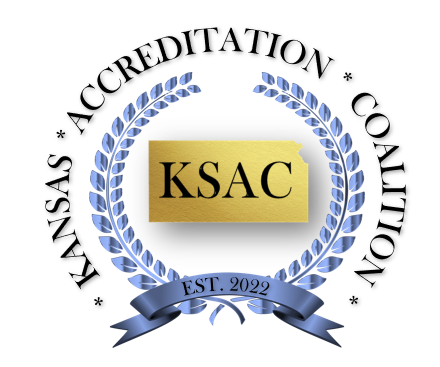 * KANSAS * ACCREDITATION * COALITION *
KSAC
EST. 2022